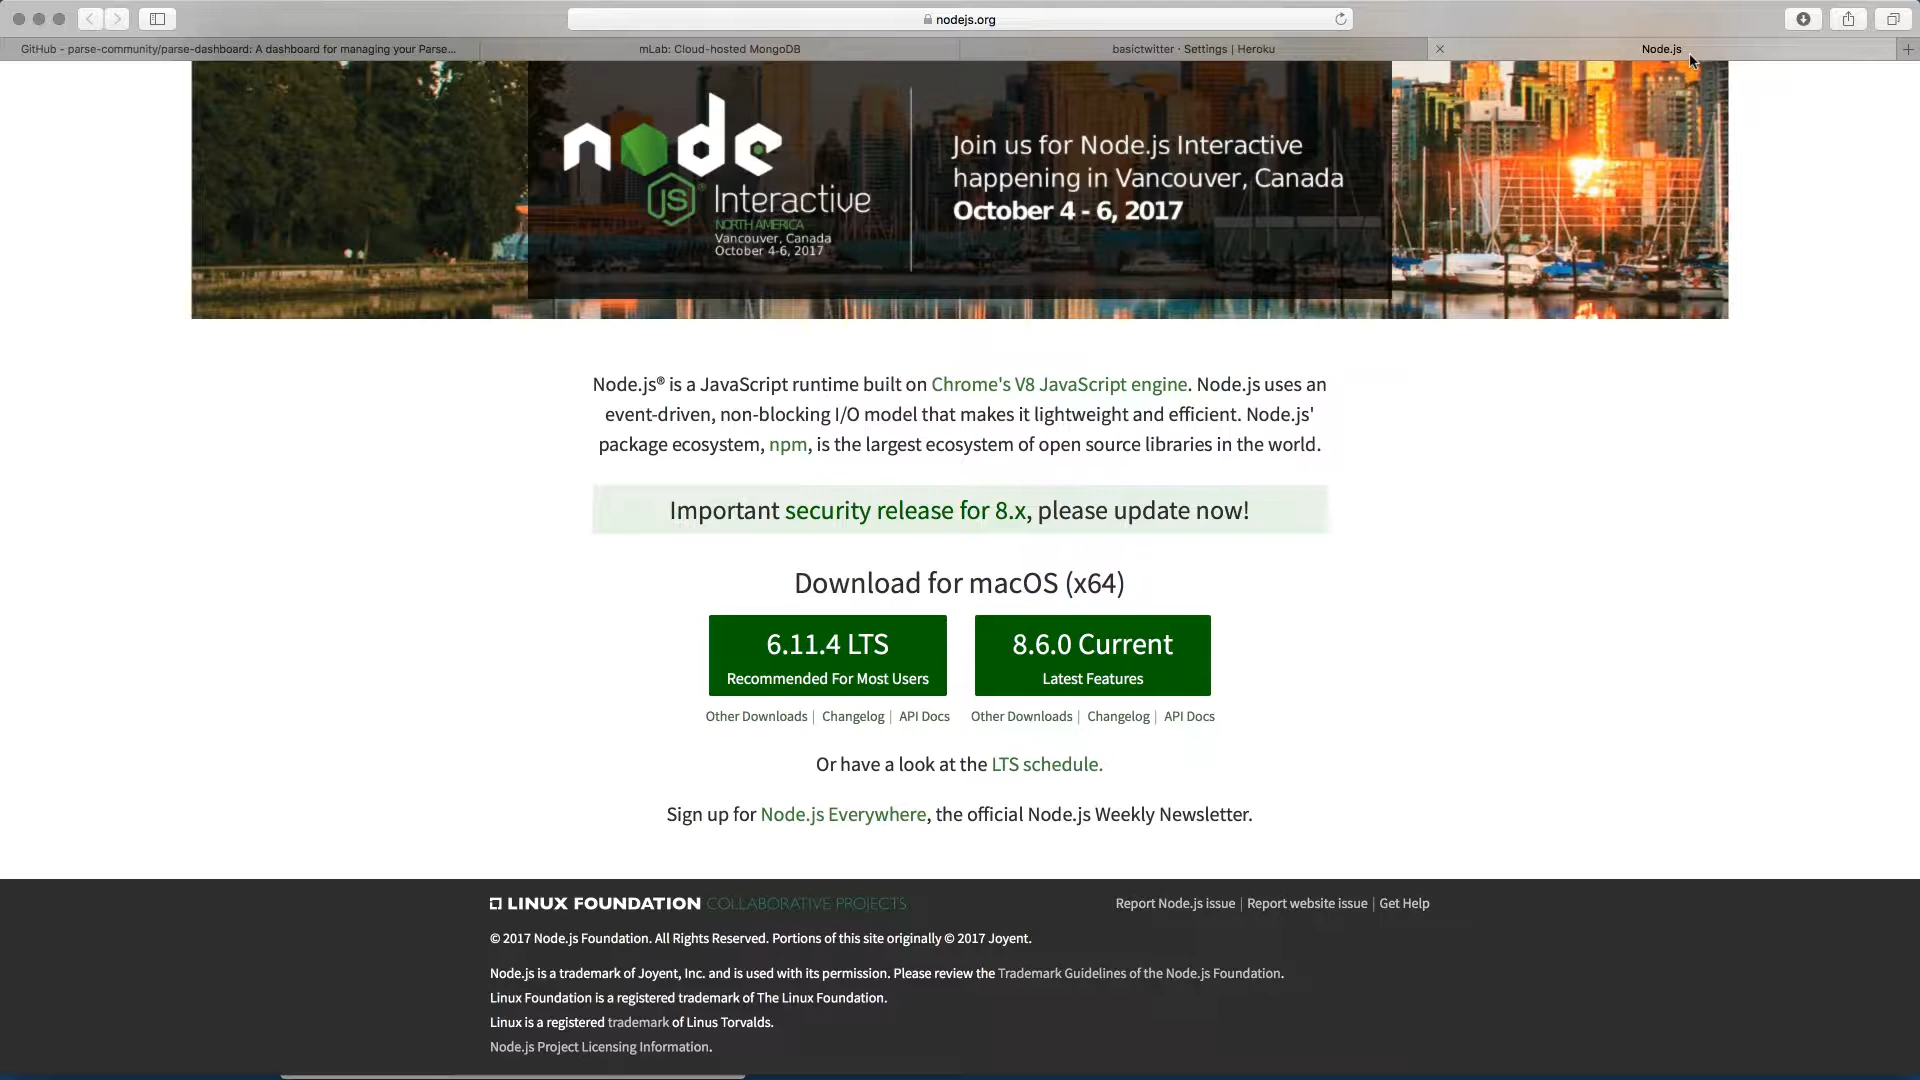 nodejs.org
GitHub - parse-community/parse-dashboard: A dashboard for managing your Parse...
mLab: Cloud-hosted MongoDB
basictwitter · Settings | Heroku
Node.js
node
JS® Interactive
NORTH AMERICA
Vancouver, Canada
October 4-6, 2017
Join us for Node.js Interactive
happening in Vancouver, Canada
October 4 - 6, 2017
Node.js® is a JavaScript runtime built on Chrome's V8 JavaScript engine. Node.js uses an
event-driven, non-blocking I/O model that makes it lightweight and efficient. Node.js'
package ecosystem, npm, is the largest ecosystem of open source libraries in the world.
Important security release for 8.x, please update now!
Download for macOS (x64)
6.11.4 LTS
Recommended For Most Users
8.6.0 Current
Latest Features
Other Downloads | Changelog | API Docs
Other Downloads | Changelog | API Docs
Or have a look at the LTS schedule.
Sign up for Node.js Everywhere, the official Node.js Weekly Newsletter.
LINUX FOUNDATION COLLABORATIVE PROJECTS
Report Node.js issue | Report website issue | Get Help
© 2017 Node.js Foundation. All Rights Reserved. Portions of this site originally © 2017 Joyent.
Node.js is a trademark of Joyent, Inc. and is used with its permission. Please review the Trademark Guidelines of the Node.js Foundation.
Linux Foundation is a registered trademark of The Linux Foundation.
Linux is a registered trademark of Linus Torvalds.
Node.js Project Licensing Information.